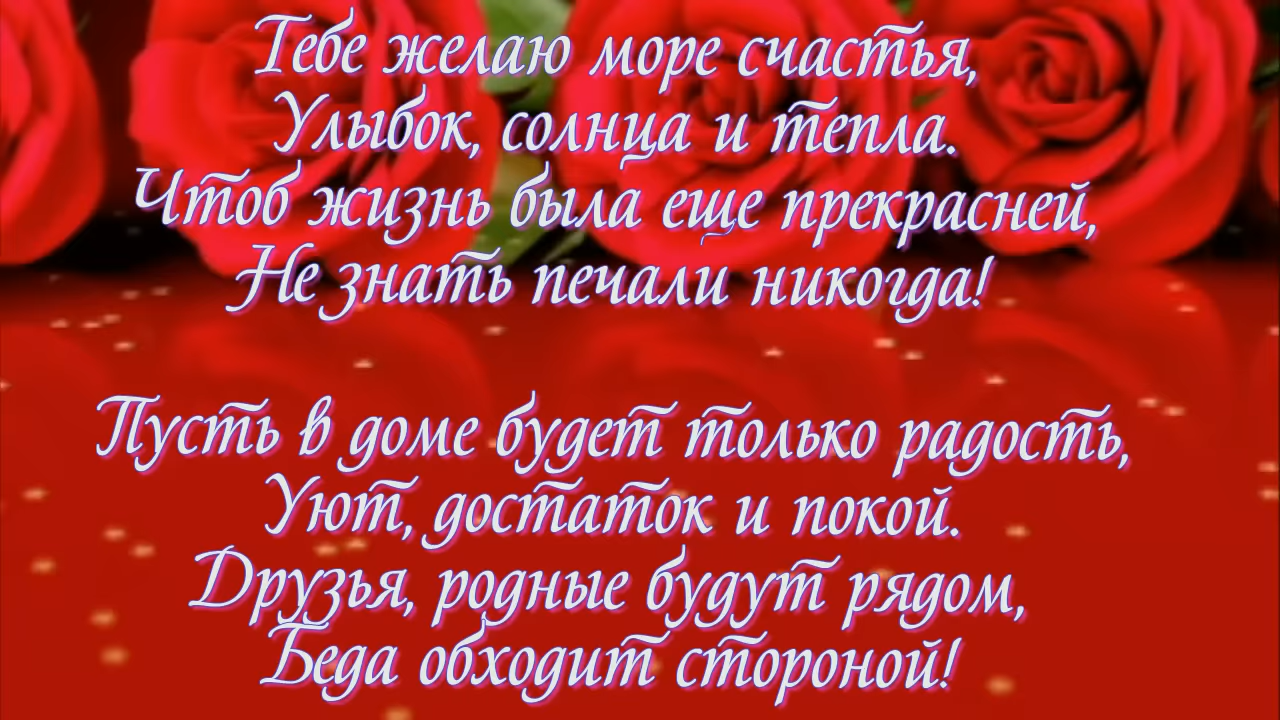 Тебе желаю море счастья,
Улыбок, солнца и тепла.
Чтоб жизнь была еще прекрасней,
Не знать печали никогда!
Пусть в доме будет только радость,
Уют, достаток и покой.
Друзья, родные будут рядом,
Беда обходит стороной!